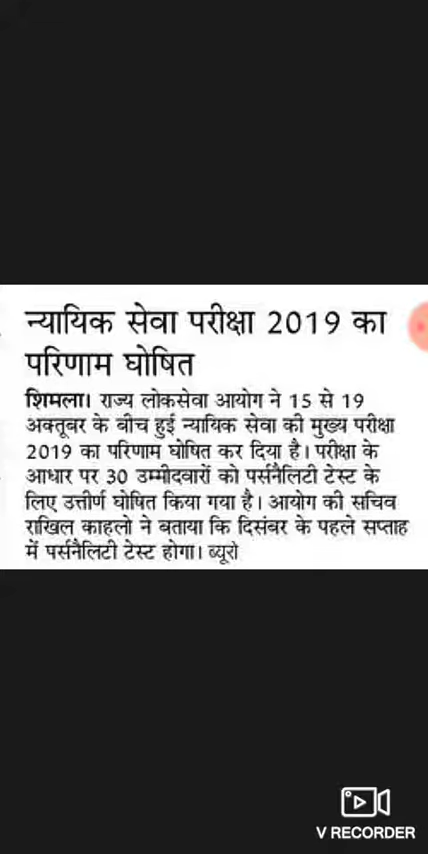 न्यायिक सेवा परीक्षा 2019 का
परिणाम घोषित
शिमला। राज्य लोकसेवा आयोग ने 15 से 19
अक्तूबर के बीच हुई न्यायिक सेवा की मुख्य परीक्षा
2019 का परिणाम घोषित कर दिया है। परीक्षा के
आधार पर 30 उम्मीदवारों को पर्सनैलिटी टेस्ट के
लिए उत्तीर्ण घोषित किया गया है। आयोग की सचिव
राखिल काहलो ने बताया कि दिसंबर के पहले सप्ताह
में पर्सनैलिटी टेस्ट होगा। ब्यूरो
V RECORDER